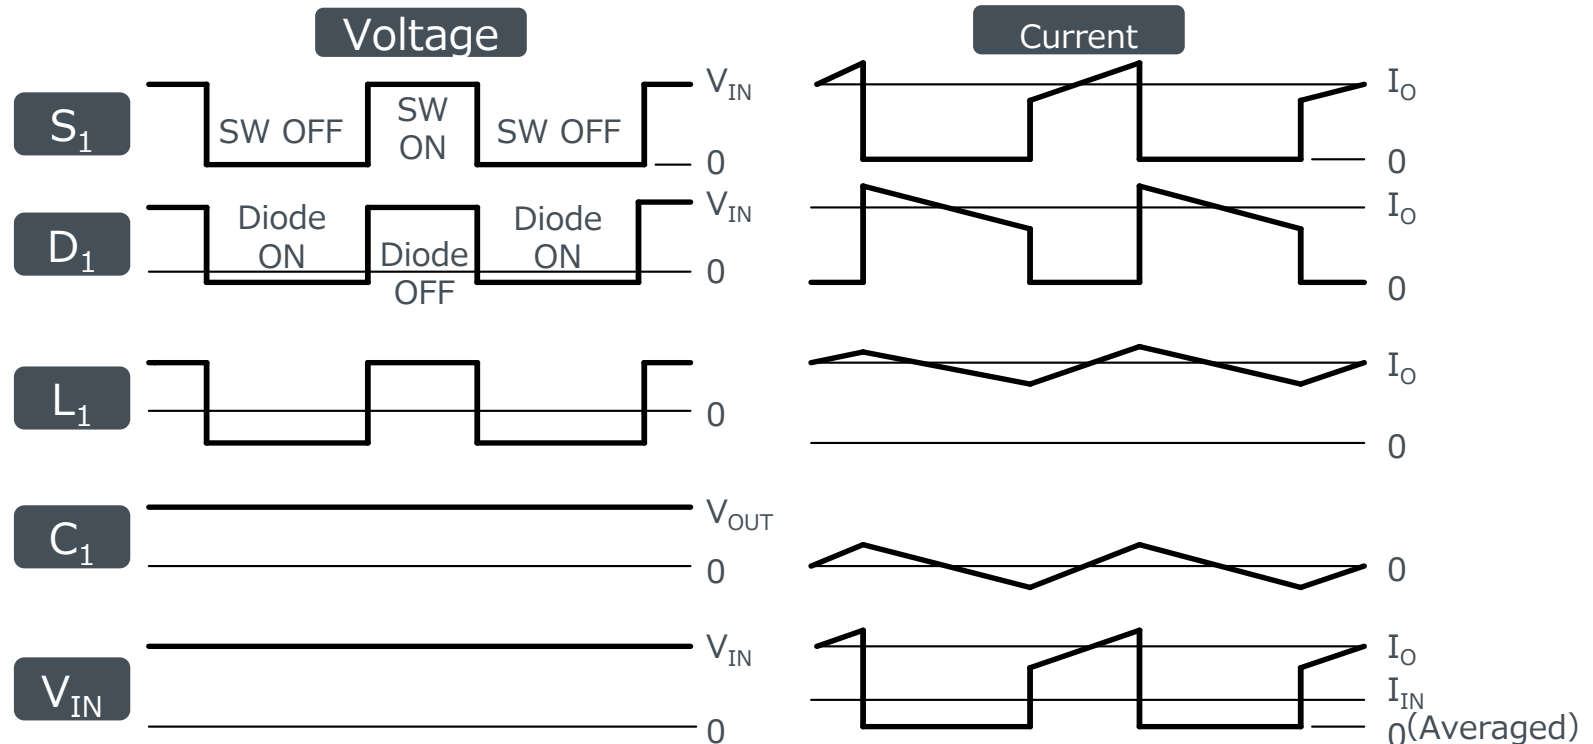 Voltage
Current
S1
SW OFF
SW
ON
SW OFF
VIN
0
IO
0
D1
Diode
ON
Diode
OFF
Diode
ON
VIN
0
IO
0
L1
0
IO
0
C1
VOUT
0
0
VIN
VIN
0
IO
IIN
0(Averaged)